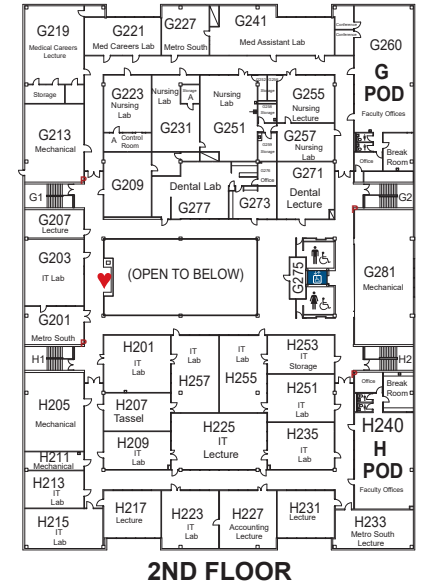 G219
Medical Careers
Lecture
G221
Med Careers Lab
G227
Metro South
G241
Med Assistant Lab
Conference
Conference
G260
G
POD
Faculty Offices
Storage
G213
Mechanical
G223
Nursing
Lab
A Control
Room
Nursing
Lab
Storage
A
G231
Nursing
Lab
G251
Storage
Storage
G255
Nursing
Lecture
G257
Nursing
Lab
Office
Break
Room
G209
Dental Lab
G277
G273
Office
G271
Dental
Lecture
G1
G2
G207
Lecture
G203
IT Lab
(OPEN TO BELOW)
G275
G281
Mechanical
G201
Metro South
H1
H2
H201
IT
Lab
IT
Lab
H257
IT
Lab
H255
H253
IT
Storage
H251
IT
Lab
Office
Break
Room
H205
Mechanical
H207
Tassel
H209
IT
Lab
H225
IT
Lecture
H235
IT
Lab
H240
H
POD
Faculty Offices
H211
Mechanical
H213
IT
Lab
H215
IT
Lab
H217
Lecture
H223
IT
Lab
H227
Accounting
Lecture
H231
Lecture
H233
Metro South
Lecture
2ND FLOOR